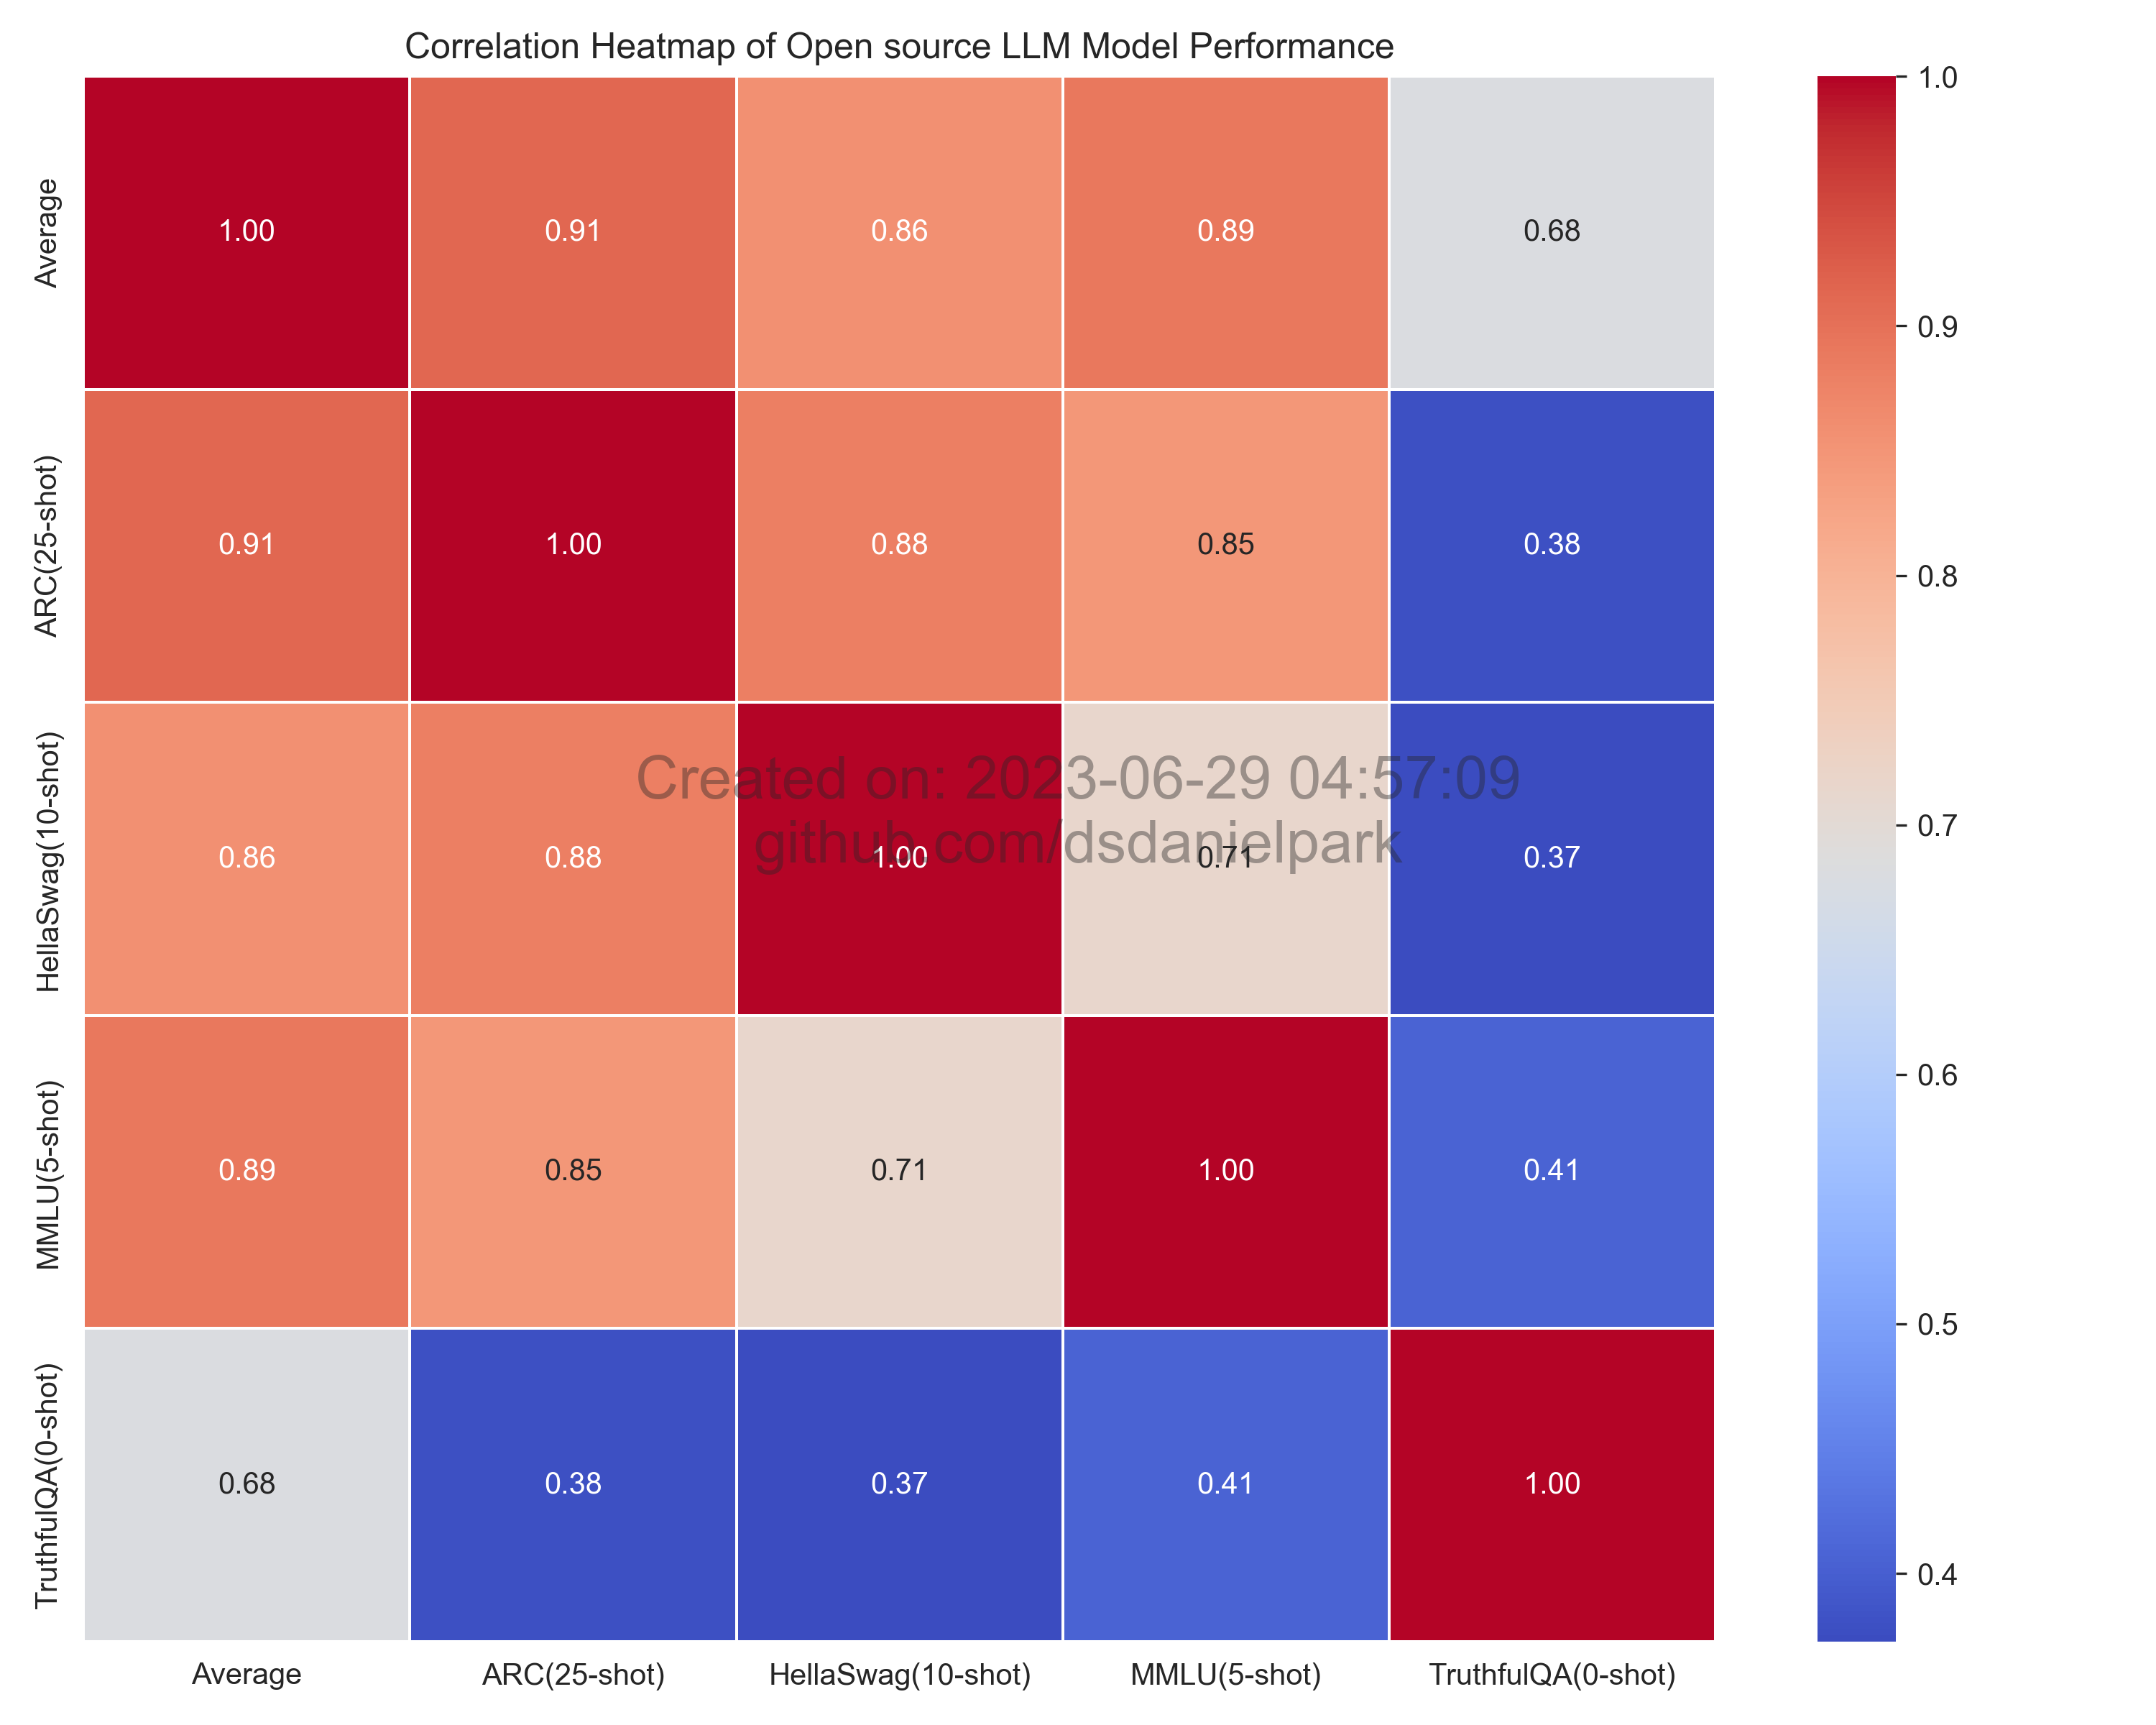 Correlation Heatmap of Open source LLM Model Performance
Average
1.00
0.91
0.86
0.89
0.68
1.0
0.9
ARC(25-shot)
0.91
1.00
0.88
0.85
0.38
0.8
HellaSwag(10-shot)
0.86
0.88
1.00
0.71
0.37
0.7
Created on: 2023-06-29 04:57:09
github.com/dsdanielpark
MMLU(5-shot)
0.89
0.85
0.71
1.00
0.41
0.6
0.5
TruthfulQA(0-shot)
0.68
0.38
0.37
0.41
1.00
0.4
Average
ARC(25-shot)
HellaSwag(10-shot)
MMLU(5-shot)
TruthfulQA(0-shot)